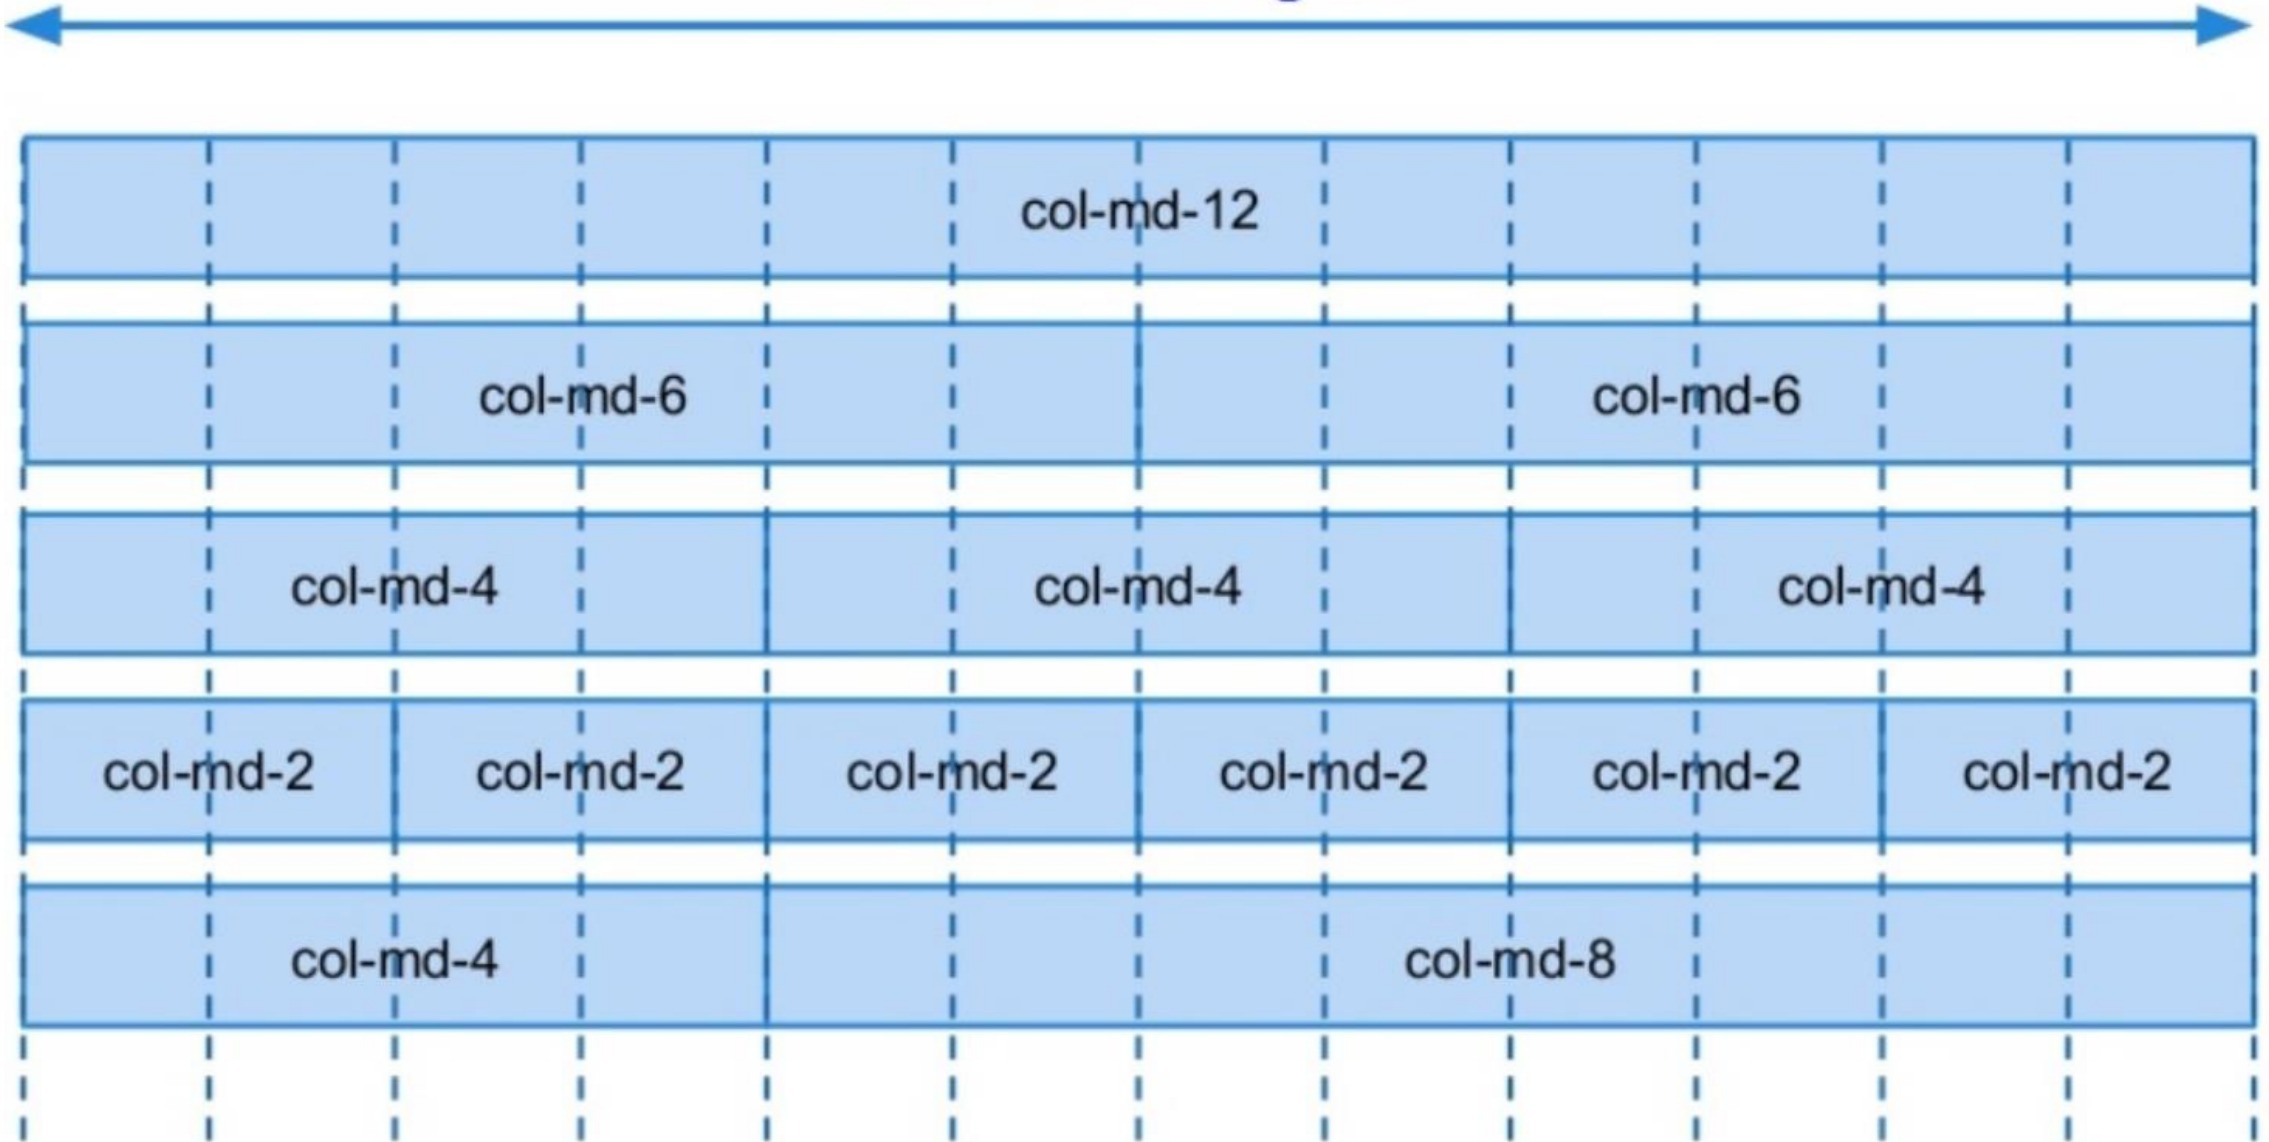 col-md-12
col-md-6 col-md-6
col-md-4 col-md-4 col-md-4
col-md-2 col-md-2 col-md-2 col-md-2 col-md-2 col-md-2
col-md-4 col-md-8